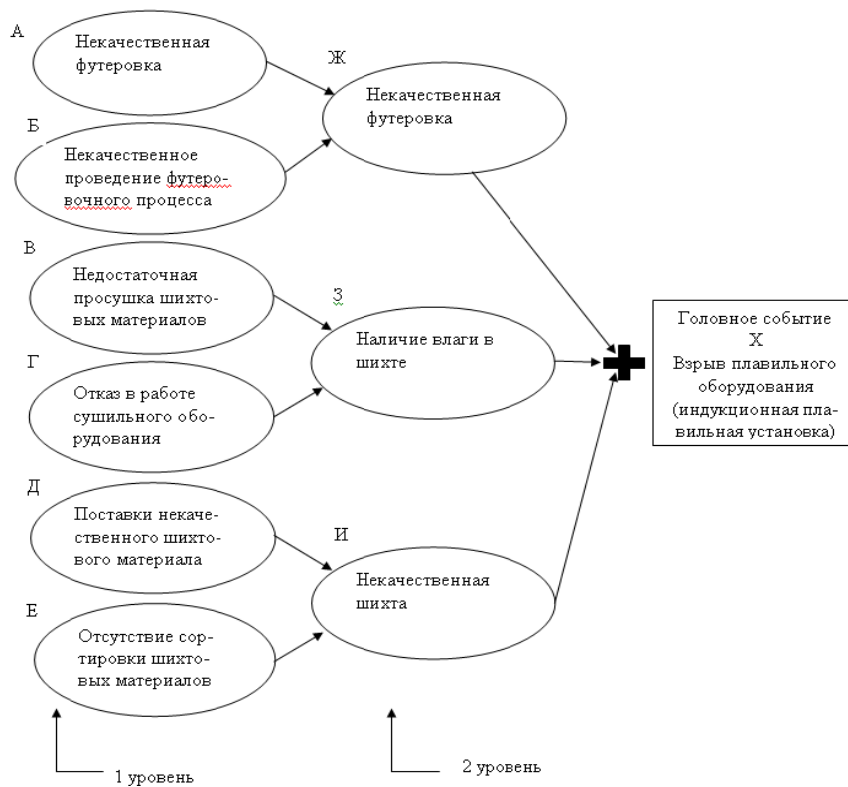 А
Некачественная
футеровка
Б
Некачественное
проведение футеро-
вочного процесса
В
Недостаточная
просушка шихто-
вых материалов
Г
Отказ в работе
сушильного обо-
рудования
Д
Поставки некаче-
ственного шихто-
вого материала
Е
Отсутствие сор-
тировки шихто-
вых материалов
Ж
Некачественная
футеровка
З
Наличие влаги в
шихте
И
Некачественная
шихта
Головное событие
Х
Взрыв плавильного
оборудования
(индукционная пла-
вильная установка)
1 уровень
2 уровень